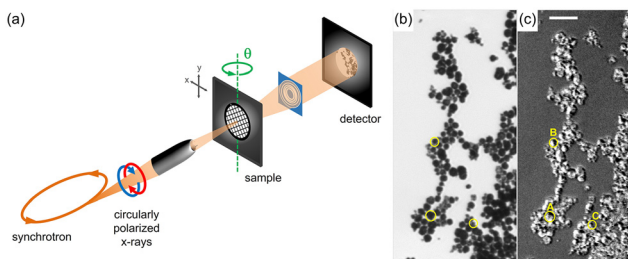 (a)
y
x
θ
detector
sample
circularly
polarized
x-rays
synchrotron
(b)
(c)
B
A
C